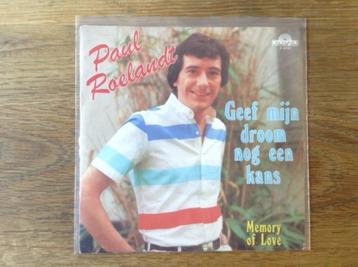 Paul
Roelandt
Geef mijn
droom
nog een
kans
Memory
of Love